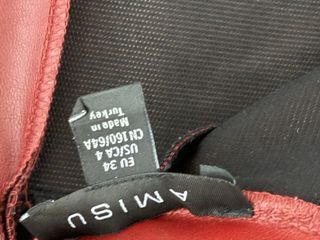 AMISU
EU 34
US/CA 4
CN 160/64A
Made in
Turkey